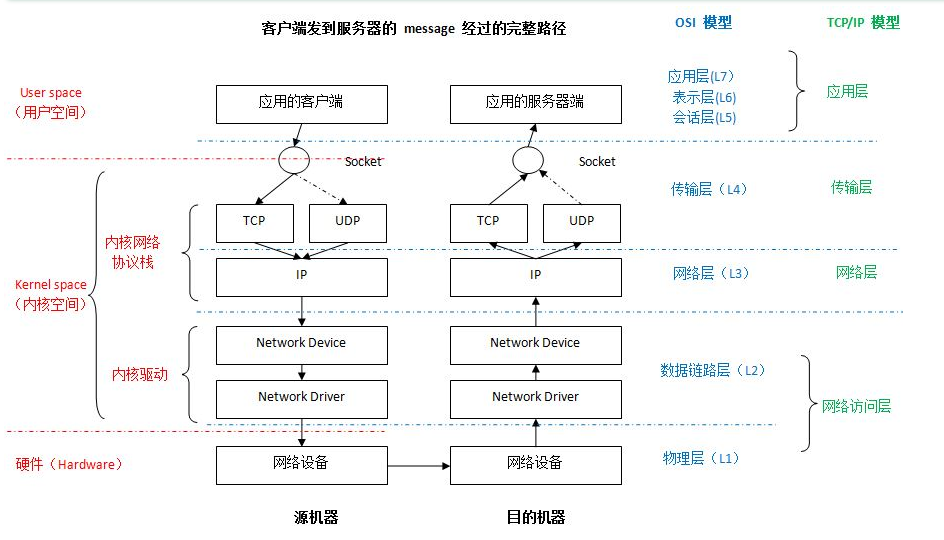 客户端发到服务器的 message 经过的完整路径
OSI 模型
TCP/IP 模型
User space
（用户空间）
应用的客户端
应用的服务器端
应用层(L7）
表示层(L6)
会话层(L5)
应用层
Socket
Socket
传输层（L4）
传输层
TCP
UDP
TCP
UDP
内核网络
协议栈
IP
IP
网络层（L3）
网络层
Kernel space
（内核空间）
Network Device
Network Device
内核驱动
数据链路层（L2）
Network Driver
Network Driver
网络访问层
硬件（Hardware）
网络设备
网络设备
物理层（L1）
源机器
目的机器